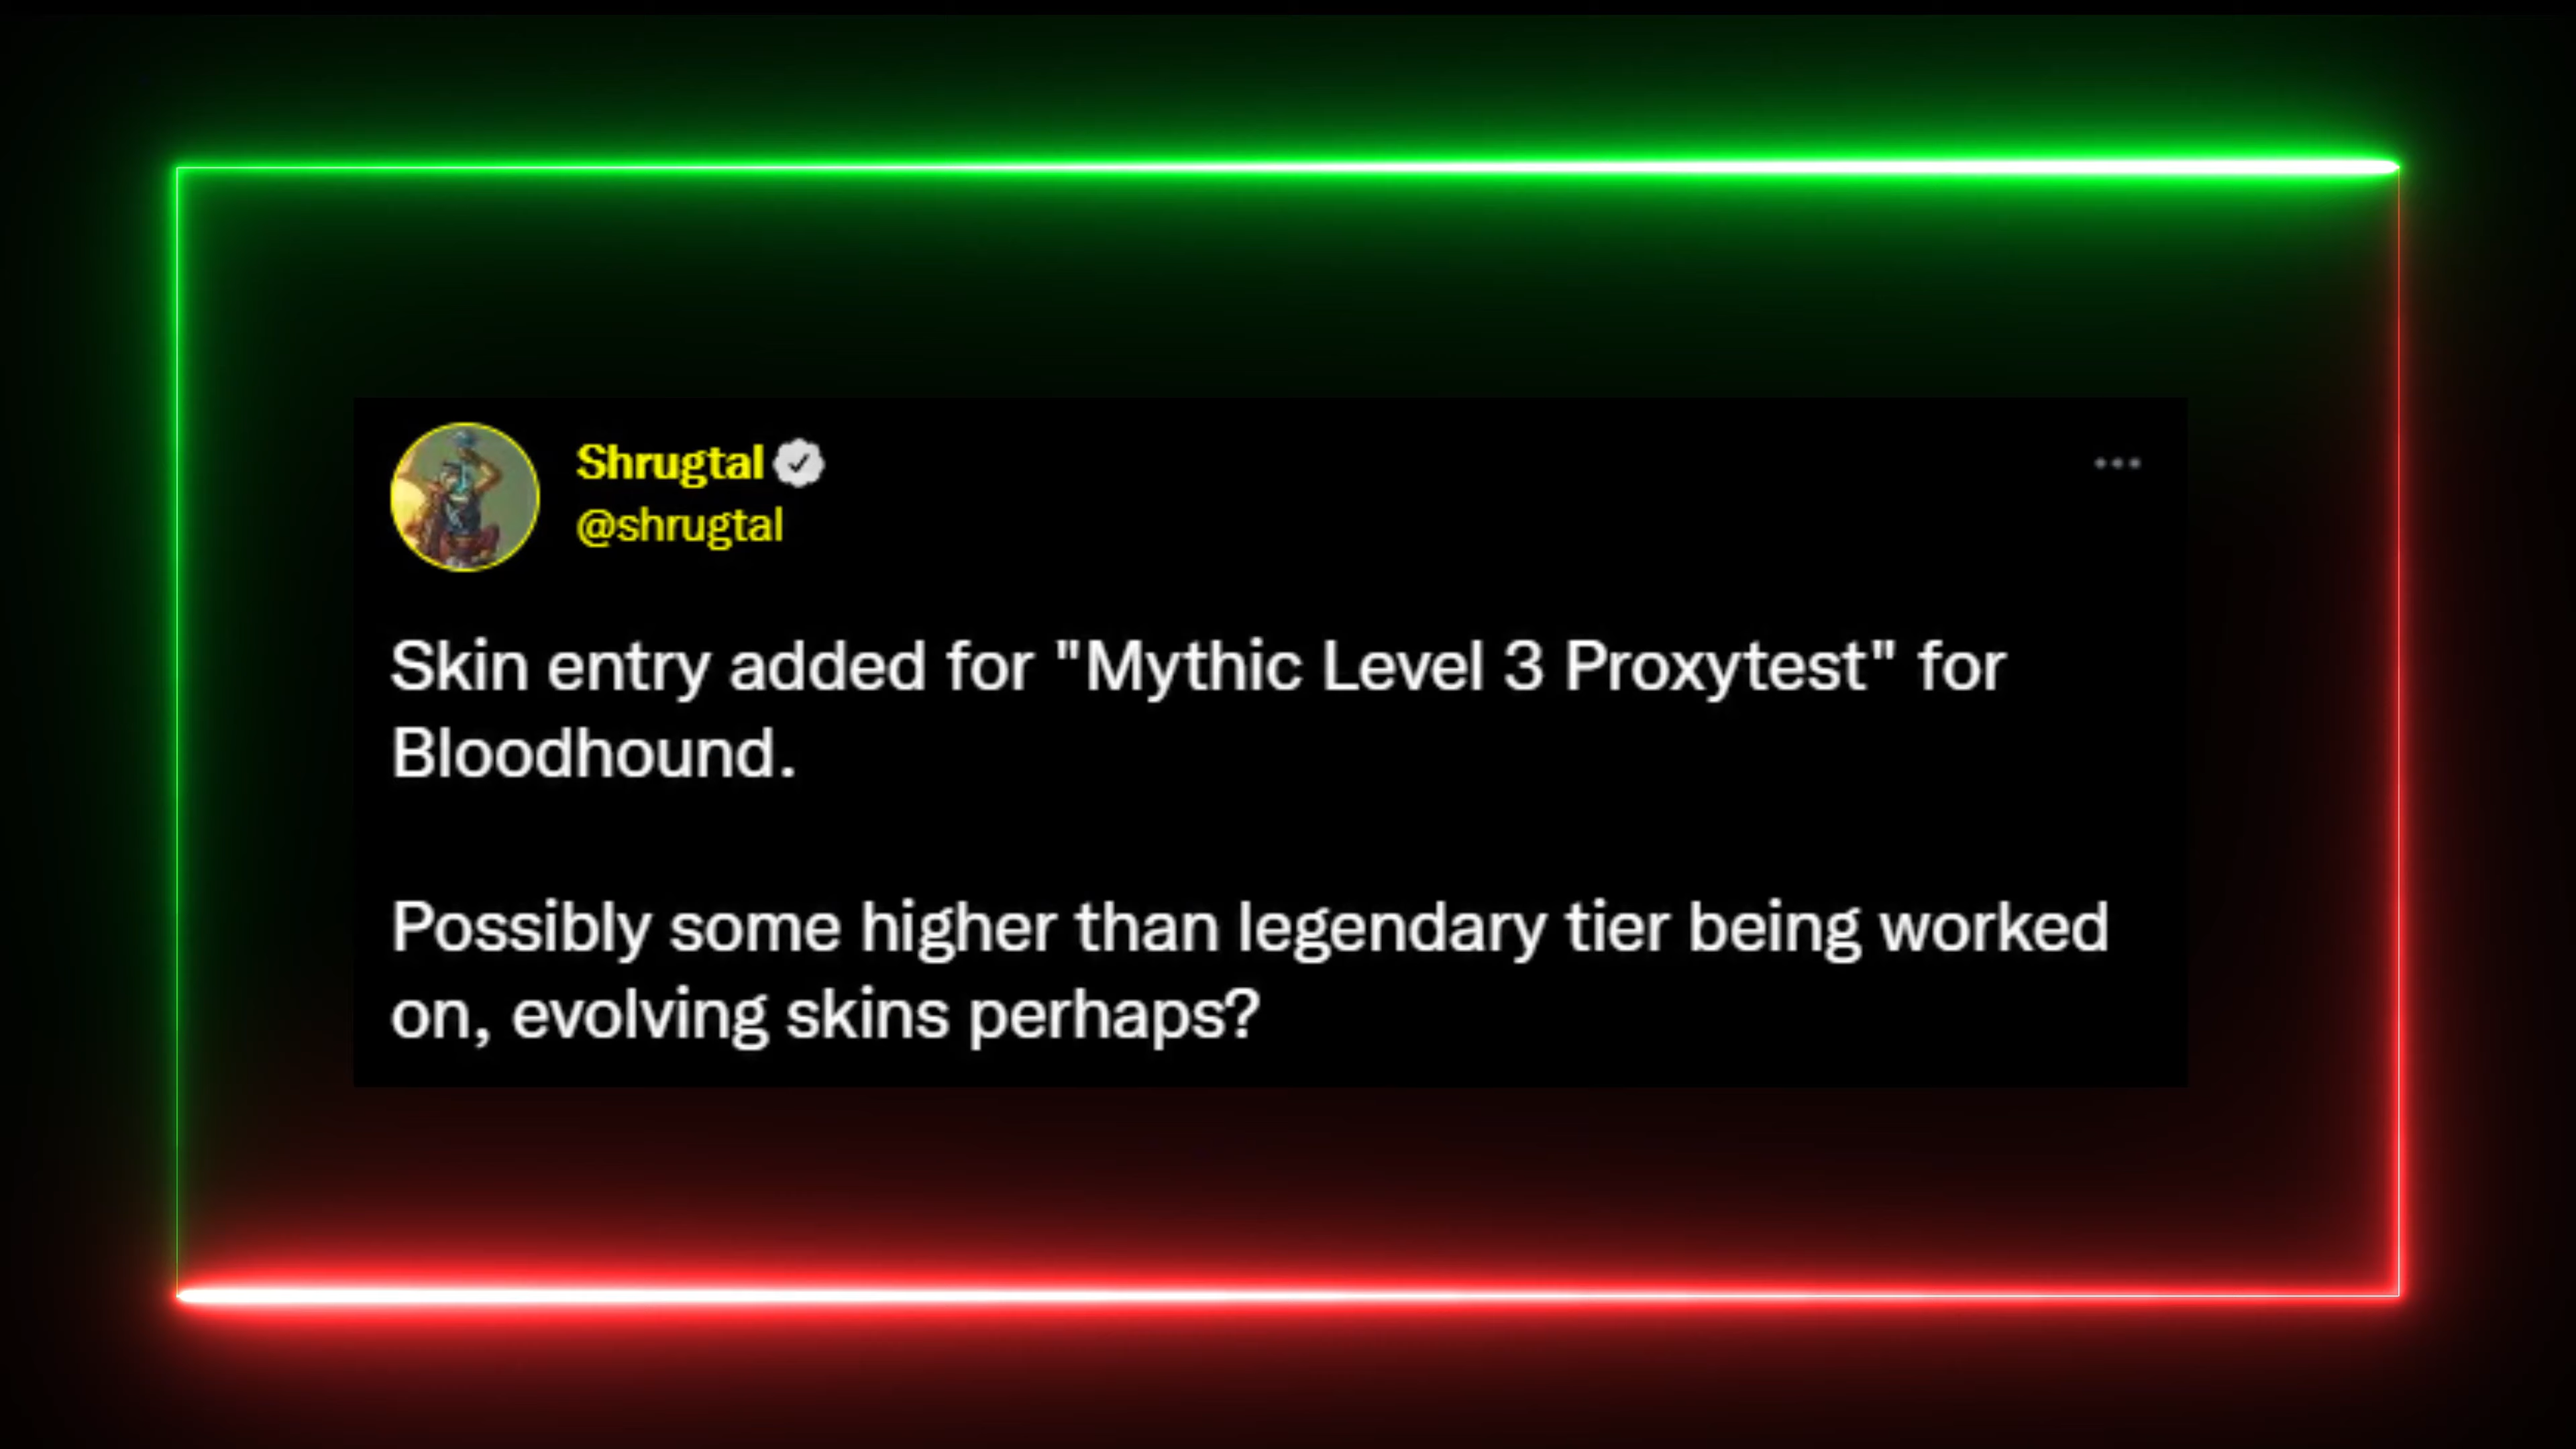 Shrugtal
@shrugtal
Skin entry added for "Mythic Level 3 Proxytest" for
Bloodhound.
Possibly some higher than legendary tier being worked
on, evolving skins perhaps?